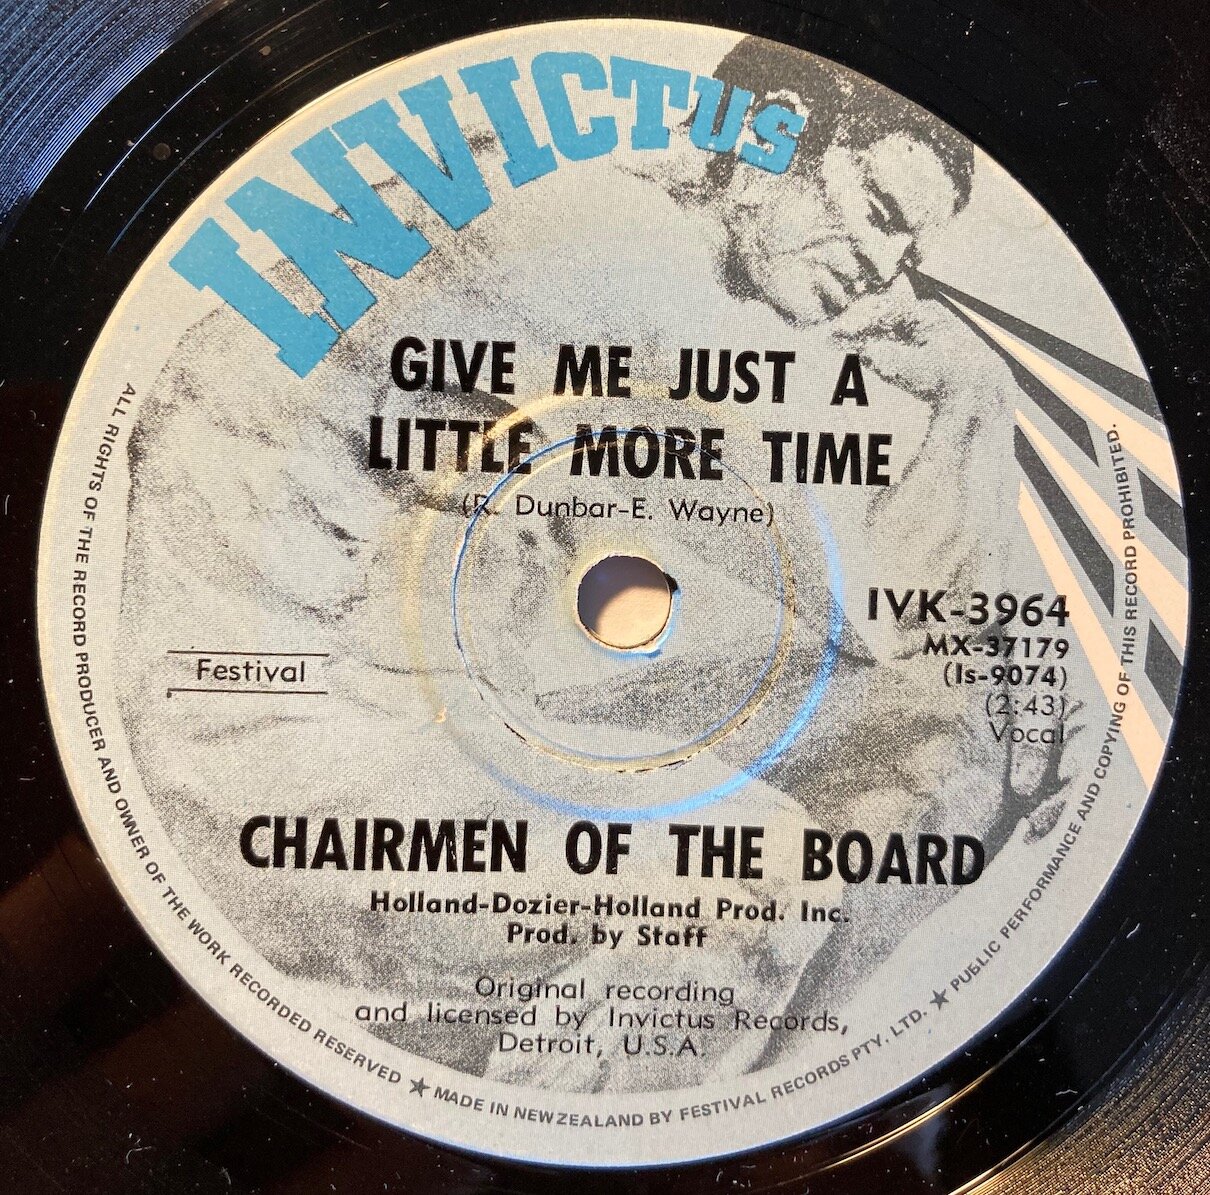 INVICTUS
GIVE ME JUST A
LITTLE MORE TIME
(R. Dunbar-E. Wayne)
IVK-3964
MX-37179
(Is-9074)
(2:43)
Vocal
Festival
CHAIRMEN OF THE BOARD
Holland-Dozier-Holland Prod. Inc.
Prod. by Staff
Original recording
and licensed by Invictus Records,
Detroit, U.S.A.
ALL RIGHTS OF THE RECORD PRODUCER AND OWNER OF THE WORK RECORDED RESERVED ★ MADE IN NEW ZEALAND BY FESTIVAL RECORDS PTY. LTD. ★ PUBLIC PERFORMANCE AND COPYING OF THIS RECORD PROHIBITED.